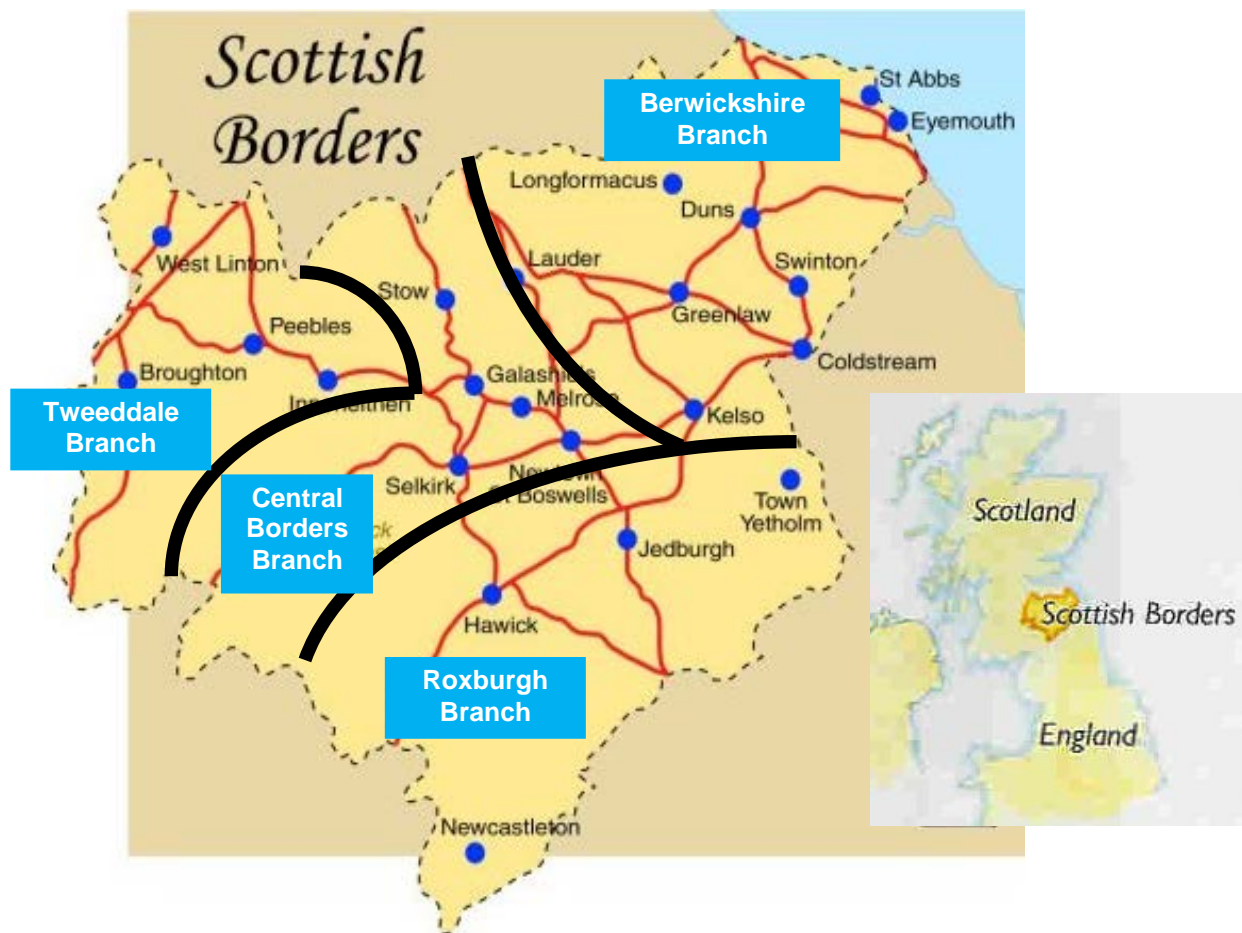 Scottish
Borders
Berwickshire
Branch
St Abbs
Eyemouth
Longformacus
Duns
West Linton
Lauder
Swinton
Stow
Greenlaw
Peebles
Coldstream
Broughton
Galashiels
Melrose
Kelso
Tweeddale
Branch
Selkirk
St Boswells
Central
Borders
Branch
Town
Yetholm
Jedburgh
Hawick
Roxburgh
Branch
Newcastleton
Scotland
Scottish Borders
England